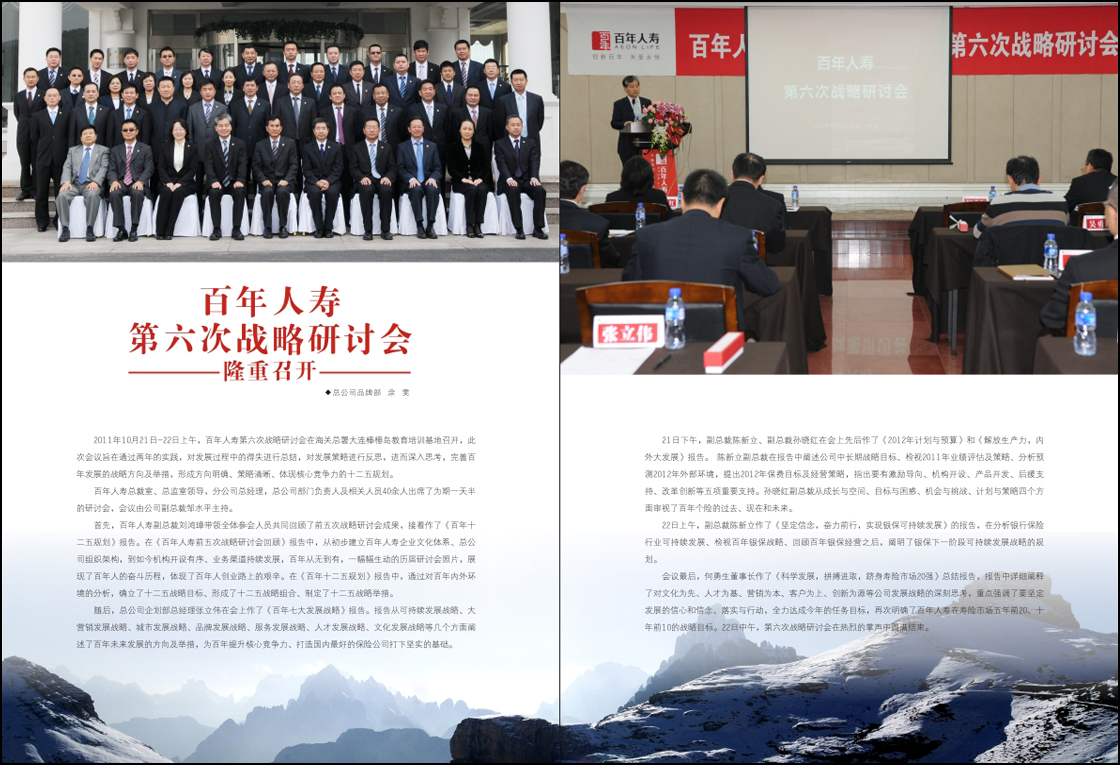 百年人寿
第六次战略研讨会
隆重召开
◆总公司品牌部 涂 雯
2011年10月21日-22日上午，百年人寿第六次战略研讨会在海关总署大连棒棰岛教育培训基地召开，此
次会议旨在通过两年的实践，对发展过程中的得失进行总结，对发展策略进行反思，进而深入思考，完善百
年发展的战略方向及举措，形成方向明确、策略清晰、体现核心竞争力的十二五规划。
百年人寿总裁室、总监室领导，分公司总经理，总公司部门负责人及相关人员40余人出席了为期一天半
的研讨会，会议由公司副总裁邹水平主持。
首先，百年人寿副总裁刘鸿璋带领全体参会人员共同回顾了前五次战略研讨会成果，接着作了《百年十
二五规划》报告。在《百年人寿前五次战略研讨会回顾》报告中，从初步建立百年人寿企业文化体系、总公
司组织架构，到如今机构开设有序、业务渠道持续发展，百年从无到有，一幅幅生动的历届研讨会照片，展
现了百年人的奋斗历程，体现了百年人创业路上的艰辛。在《百年十二五规划》报告中，通过对百年内外环
境的分析，确立了十二五战略目标、形成了十二五战略组合、制定了十二五战略举措。
随后，总公司企划部总经理张立伟在会上作了《百年七大发展战略》报告。报告从可持续发展战略、大
营销发展战略、城市发展战略、品牌发展战略、服务发展战略、人才发展战略、文化发展战略等几个方面阐
述了百年未来发展的方向及举措，为百年提升核心竞争力、打造国内最好的保险公司打下坚实的基础。
百年人寿
AEON LIFE
创新百年 关爱永恒
百年人
第六次战略研讨会
百年人寿
第六次战略研讨会
百年人寿
张立伟
21日下午，副总裁陈新立、副总裁孙晓红在会上先后作了《2012年计划与预算》和《解放生产力，内
外大发展》报告。 陈新立副总裁在报告中阐述公司中长期战略目标、检视2011年业绩评估及策略、分析预
测2012年外部环境，提出2012年保费目标及经营策略，指出要有激励导向、机构开设、产品开发、后援支
持、改革创新等五项重要支持。孙晓红副总裁从成长与空间、目标与困惑、机会与挑战、计划与策略四个方
面审视了百年个险的过去、现在和未来。
22日上午，副总裁陈新立作了《坚定信念，奋力前行，实现银保可持续发展》的报告，在分析银行保险
行业可持续发展、检视百年银保战略、回顾百年银保经营之后，阐明了银保下一阶段可持续发展战略的规
划。
会议最后，何勇生董事长作了《科学发展，拼搏进取，跻身寿险市场20强》总结报告，报告中详细阐释
了对文化为先、人才为基、营销为本、客户为上、创新为源等公司发展战略的深刻思考，重点强调了要坚定
发展的信心和信念、落实与行动，全力达成今年的任务目标，再次明确了百年人寿在寿险市场五年前20、十
年前10的战略目标。22日中午，第六次战略研讨会在热烈的掌声中圆满结束。